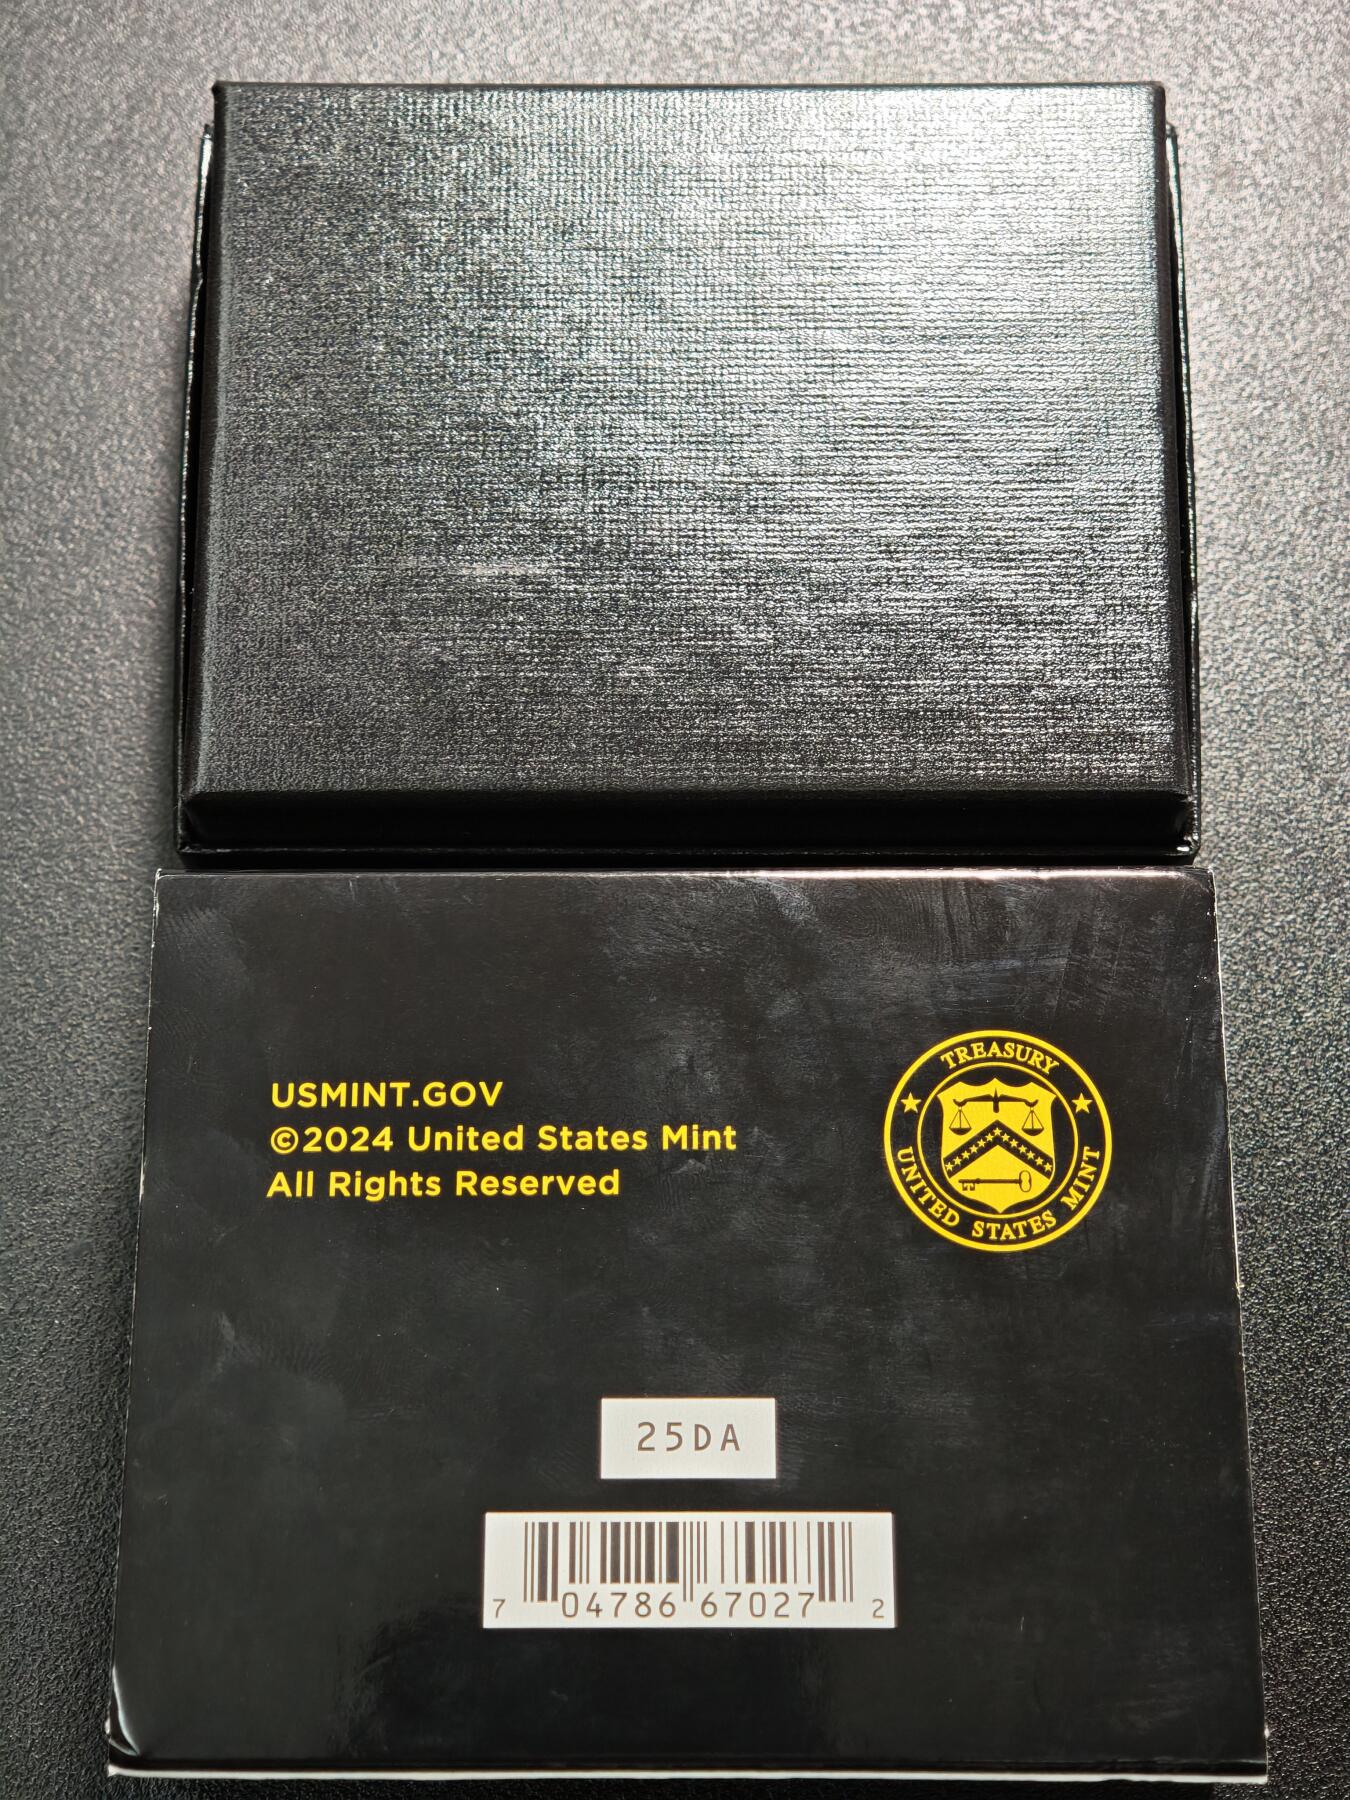 USMINT.GOV
©2024 United States Mint
All Rights Reserved
TREASURY
UNITED STATES MINT
25DA
7 04786 67027 2